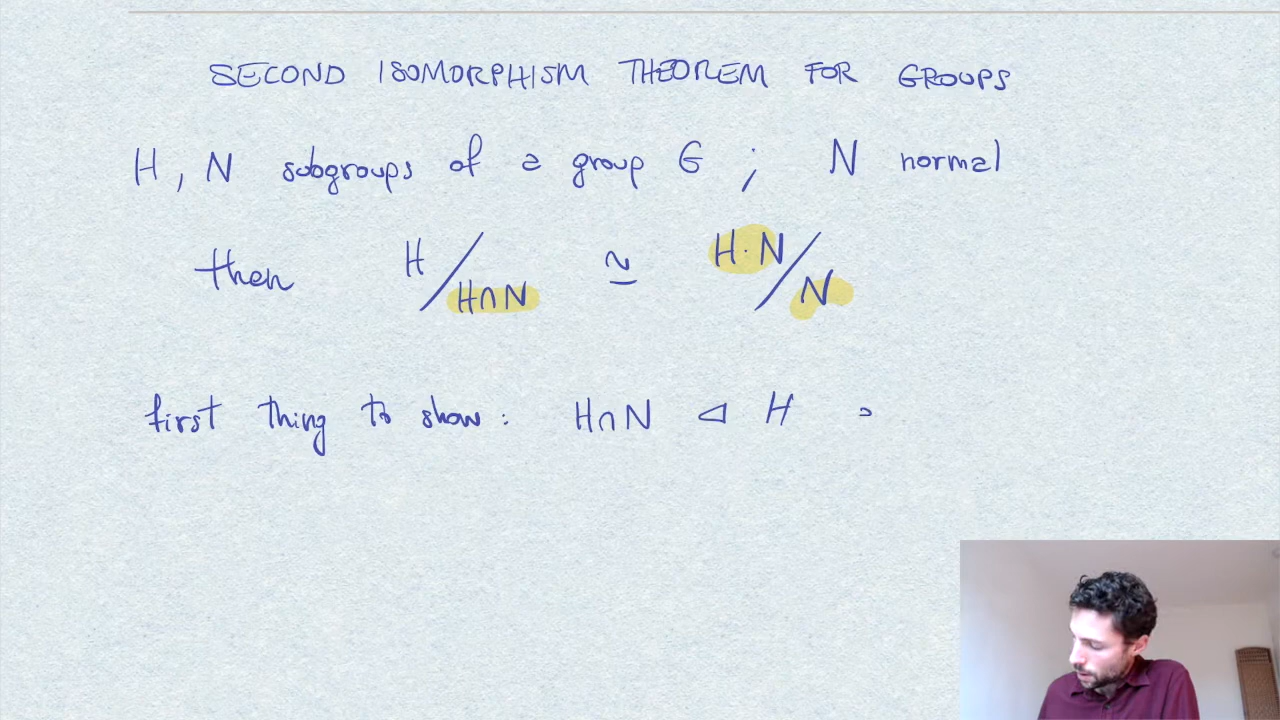 SECOND ISOMORPHISM THEOREM FOR GROUPS
H, N subgroups of a group G ; N normal
then H/H∩N ≅ H·N/N
first thing to show: H∩N ⊲ H